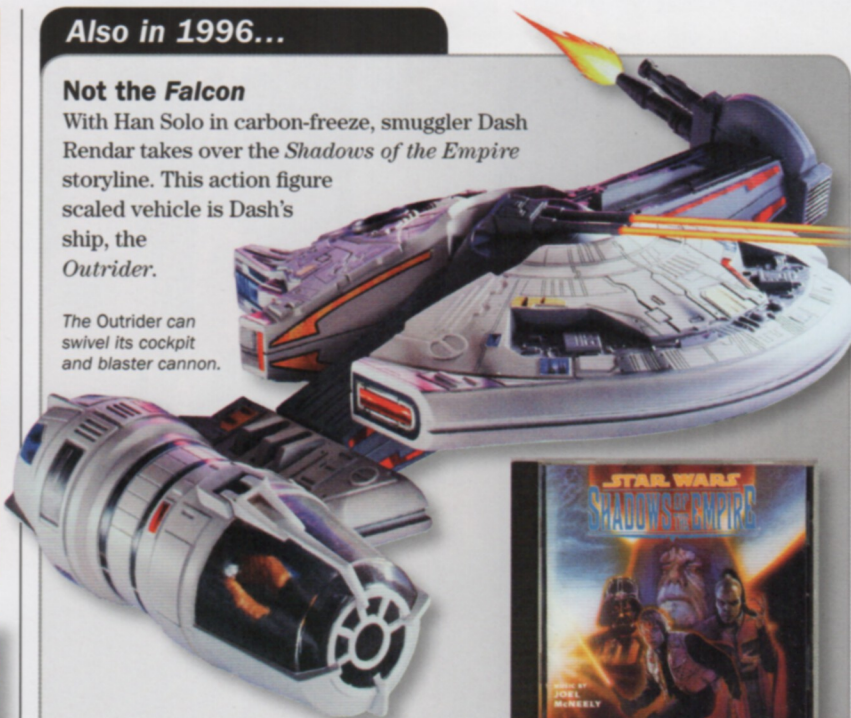 Also in 1996...
Not the Falcon
With Han Solo in carbon-freeze, smuggler Dash
Rendar takes over the Shadows of the Empire
storyline. This action figure
scaled vehicle is Dash's
ship, the
Outrider.
The Outrider can
swivel its cockpit
and blaster cannon.
STAR WARS
SHADOWS OF THE EMPIRE
MUSIC BY
JOEL
McNEELY